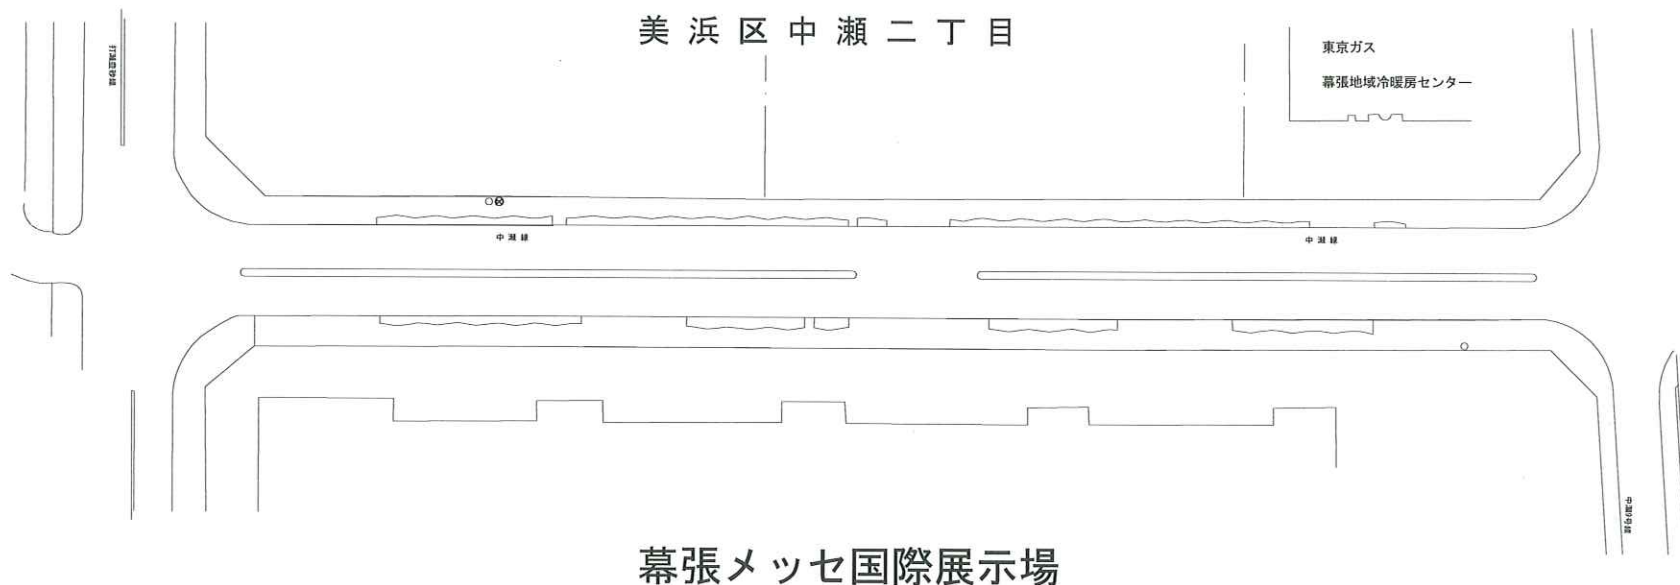 美浜区中瀬二丁目
東京ガス
幕張地域冷暖房センター
中瀬線
中瀬線
幕張メッセ国際展示場